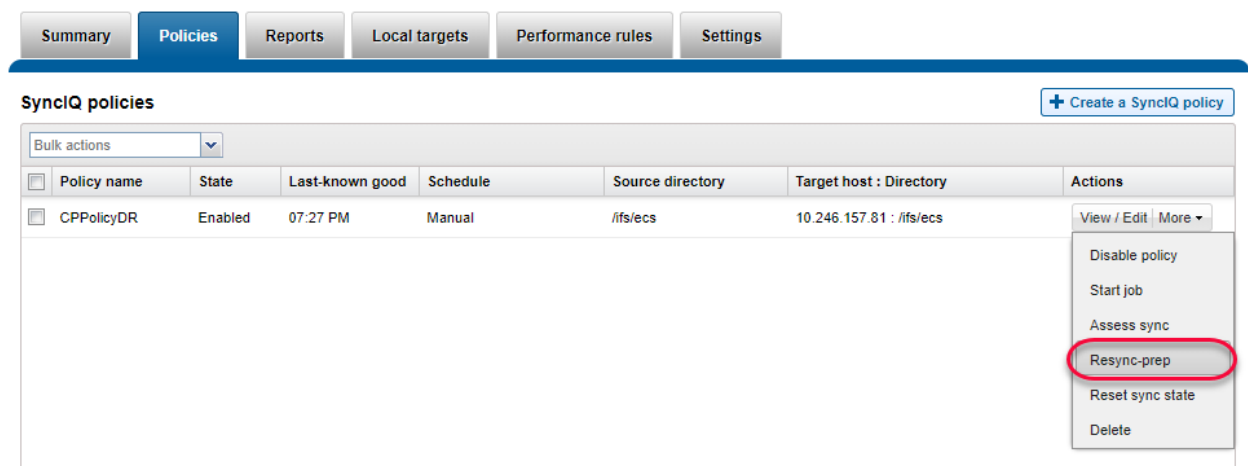 Summary Policies Reports Local targets Performance rules Settings
SyncIQ policies
+ Create a SyncIQ policy
Bulk actions
Policy name State Last-known good Schedule Source directory Target host : Directory Actions
CPPolicyDR Enabled 07:27 PM Manual /ifs/ecs 10.246.157.81 : /ifs/ecs View / Edit More
Disable policy
Start job
Assess sync
Resync-prep
Reset sync state
Delete